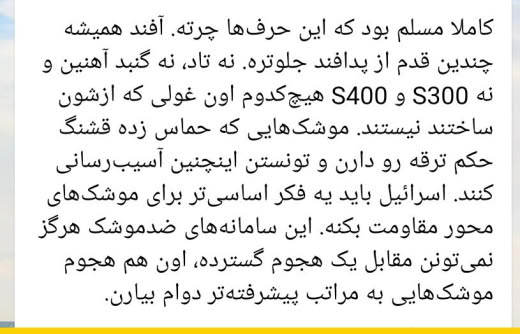 کاملا مسلم بود که این حرف‌ها چرته. آفند همیشه
چندین قدم از پدافند جلوتره. نه تاد، نه گنبد آهنین و
نه S300 و S400 هیچ‌کدوم اون غولی که ازشون
ساختند نیستند. موشک‌هایی که حماس زده قشنگ
حکم ترقه رو دارن و تونستن اینچنین آسیب‌رسانی
کنند. اسرائیل باید یه فکر اساسی‌تر برای موشک‌های
محور مقاومت بکنه. این سامانه‌های ضدموشک هرگز
نمی‌تونن مقابل یک هجوم گسترده، اون هم هجوم
موشک‌هایی به مراتب پیشرفته‌تر دوام بیارن.